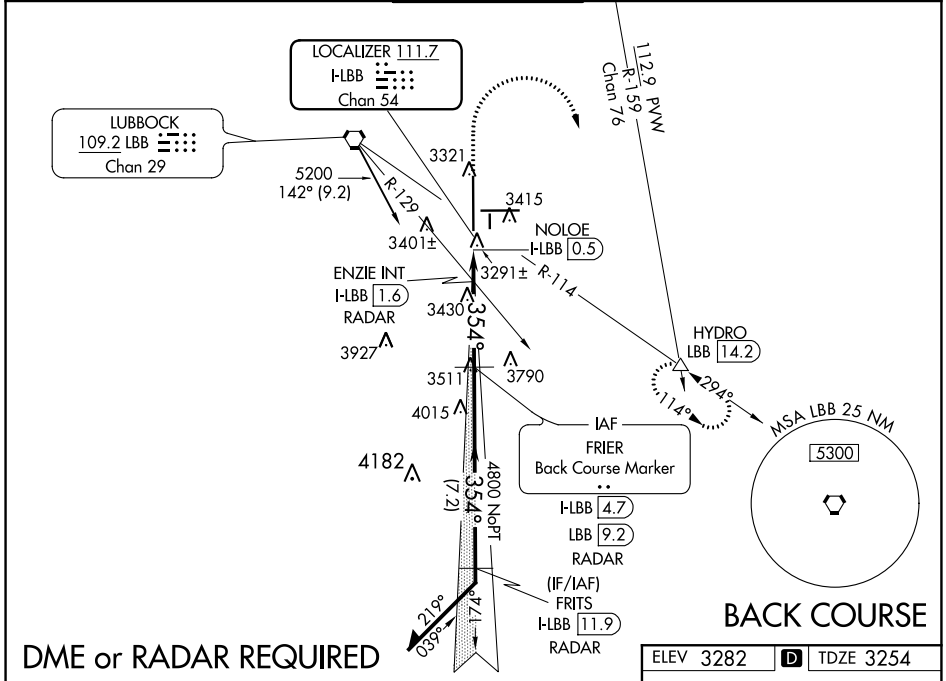 LOCALIZER 111.7
I-LBB
Chan 54
LUBBOCK
109.2 LBB
Chan 29
112.9 PVW
R-159
Chan 76
5200
142° (9.2)
R-129
3321
3415
3401±
NOLOE
I-LBB 0.5
3291±
R-114
ENZIE INT
I-LBB 1.6
RADAR
3430
354°
3927
3511
3790
4015
4182
HYDRO
LBB 14.2
294°
114°
IAF
FRIER
Back Course Marker
I-LBB 4.7
LBB 9.2
RADAR
MSA LBB 25 NM
5300
4800 NoPT
354°
(7.2)
(IF/IAF)
FRITS
I-LBB 11.9
RADAR
174°
219°
039°
BACK COURSE
DME or RADAR REQUIRED
ELEV 3282 D TDZE 3254